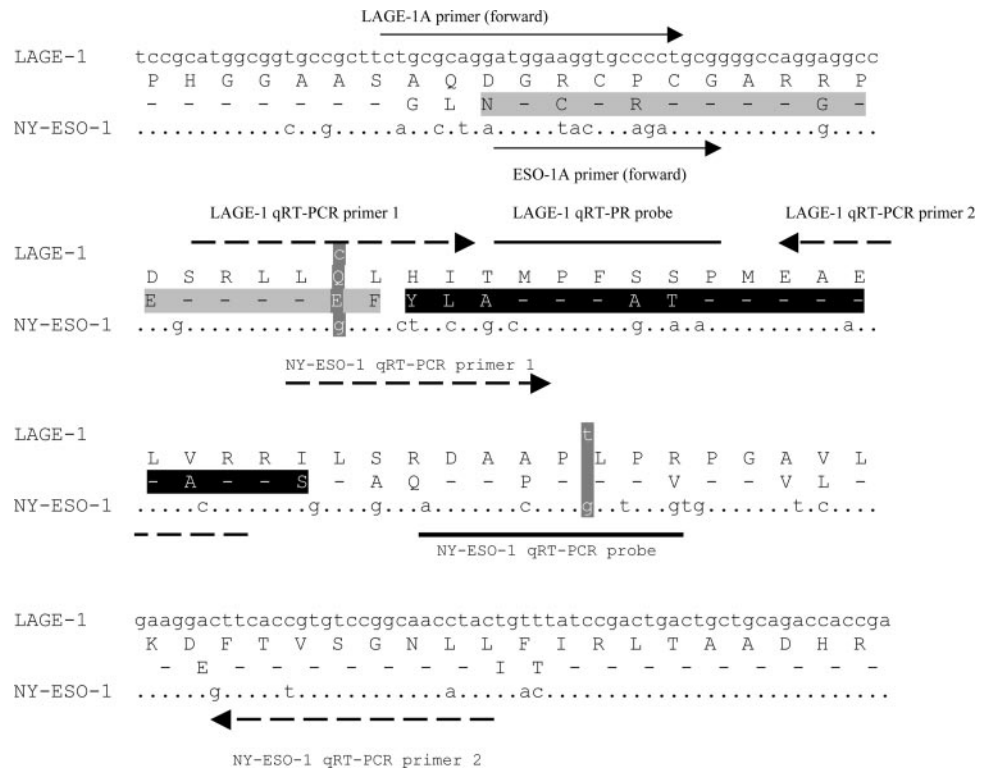 LAGE-1A primer (forward)
LAGE-1 tccgcatggcggtgccgcttctgcgcaggatggaaggtgcccctgcggggccaggaggcc
P H G G A A S A Q D G R C P C G A R R P
- - - - - - - G L N - C - R - - - - G -
NY-ESO-1 ............c..g.....a..c.t.a.....tac...aga............g....
ESO-1A primer (forward)
LAGE-1 qRT-PCR primer 1 LAGE-1 qRT-PR probe LAGE-1 qRT-PCR primer 2
LAGE-1 c
D S R L L Q L H I T M P F S S P M E A E
E - - - - E F Y L A - - - A T - - - - -
NY-ESO-1 ...g............g....ct..c..g.c.........g..a.a...........a..
NY-ESO-1 qRT-PCR primer 1
LAGE-1 t
L V R R I L S R D A A P L P R P G A V L
- A - - S - A Q - - P - - - V - - V L -
NY-ESO-1 .....c........g....g...a.......c....g..t...gtg.......t.c....
NY-ESO-1 qRT-PCR probe
LAGE-1 gaaggacttcaccgtgtccggcaacctactgtttatccgactgactgctgcagaccaccga
K D F T V S G N L L F I R L T A A D H R
- E - - - - - - - - I T - - - - - - - -
NY-ESO-1 ......g.....t............a.....ac...........................
NY-ESO-1 qRT-PCR primer 2